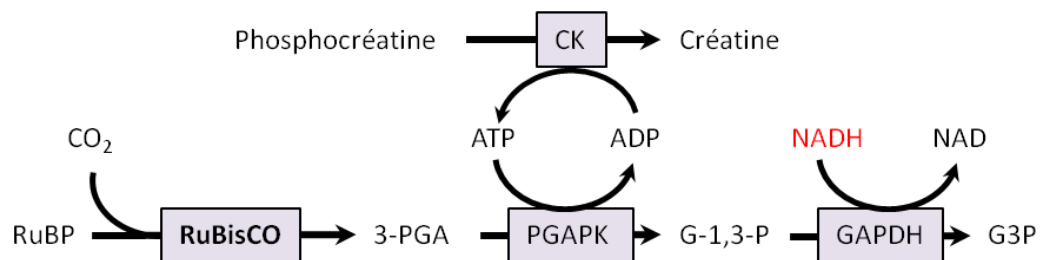 Phosphocréatine CK Créatine
ATP ADP
CO2 NADH NAD
RuBP RuBisCO 3-PGA PGAPK G-1,3-P GAPDH G3P